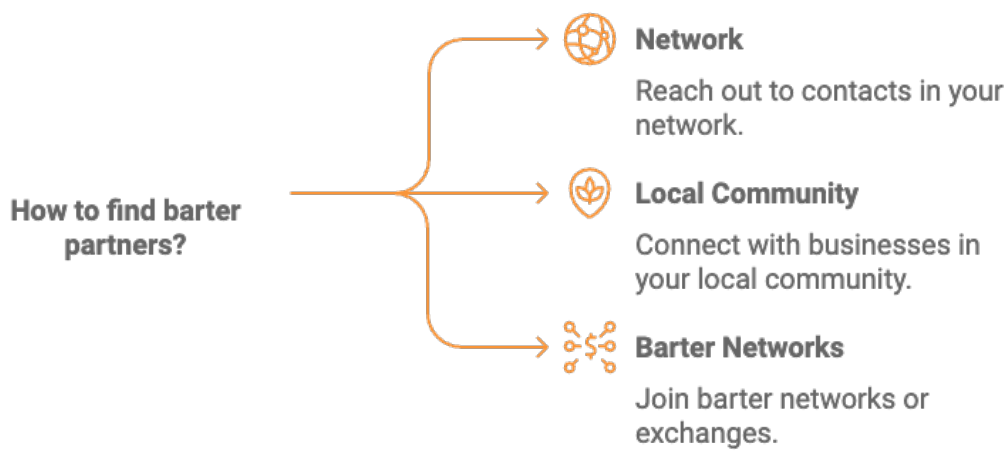 How to find barter
partners?
Network
Reach out to contacts in your
network.
Local Community
Connect with businesses in
your local community.
Barter Networks
Join barter networks or
exchanges.